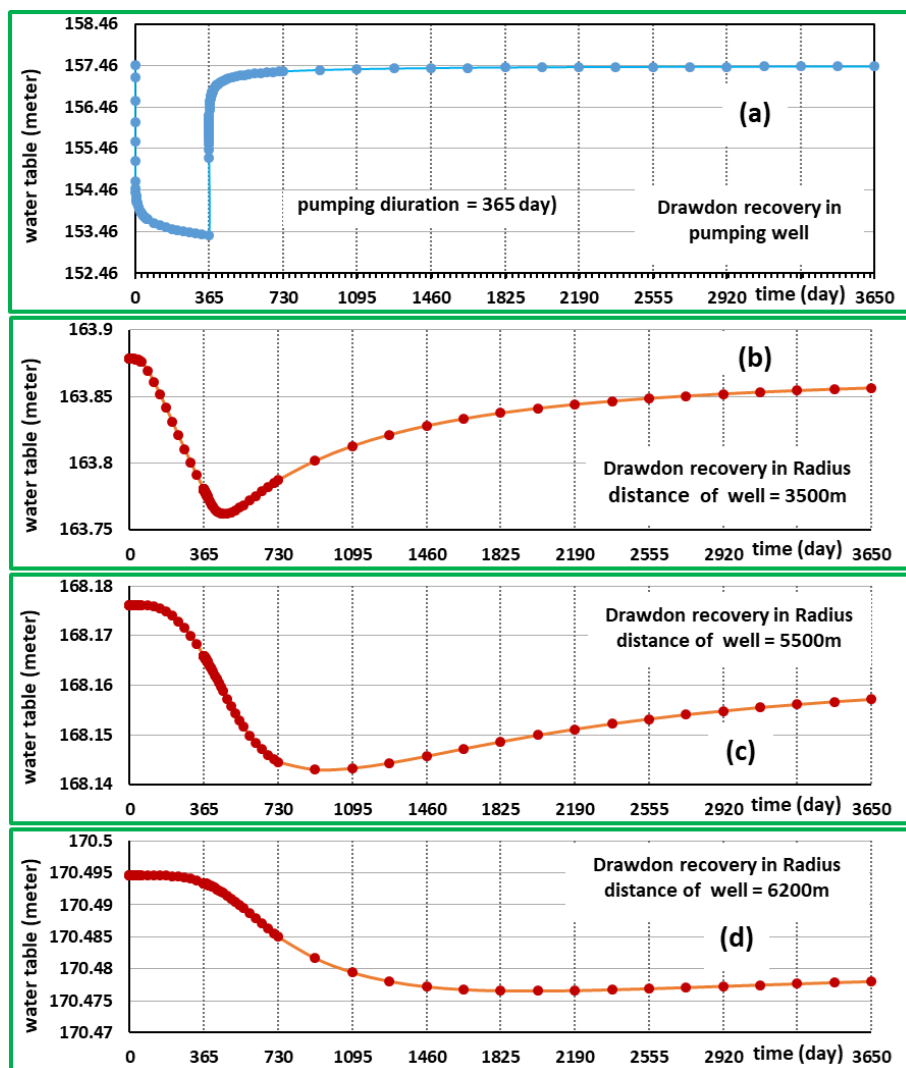 water table (meter)
158.46
157.46
156.46
155.46
154.46
153.46
152.46
(a)
pumping diuration = 365 day)
Drawdon recovery in
pumping well
0 365 730 1095 1460 1825 2190 2555 2920 time (day) 3650
water table (meter)
163.9
163.85
163.8
163.75
(b)
Drawdon recovery in Radius
distance of well = 3500m
0 365 730 1095 1460 1825 2190 2555 2920 time (day) 3650
water table (meter)
168.18
168.17
168.16
168.15
168.14
Drawdon recovery in Radius
distance of well = 5500m
(c)
0 365 730 1095 1460 1825 2190 2555 2920 time (day) 3650
water table (meter)
170.5
170.495
170.49
170.485
170.48
170.475
170.47
Drawdon recovery in Radius
distance of well = 6200m
(d)
0 365 730 1095 1460 1825 2190 2555 2920 time (day) 3650